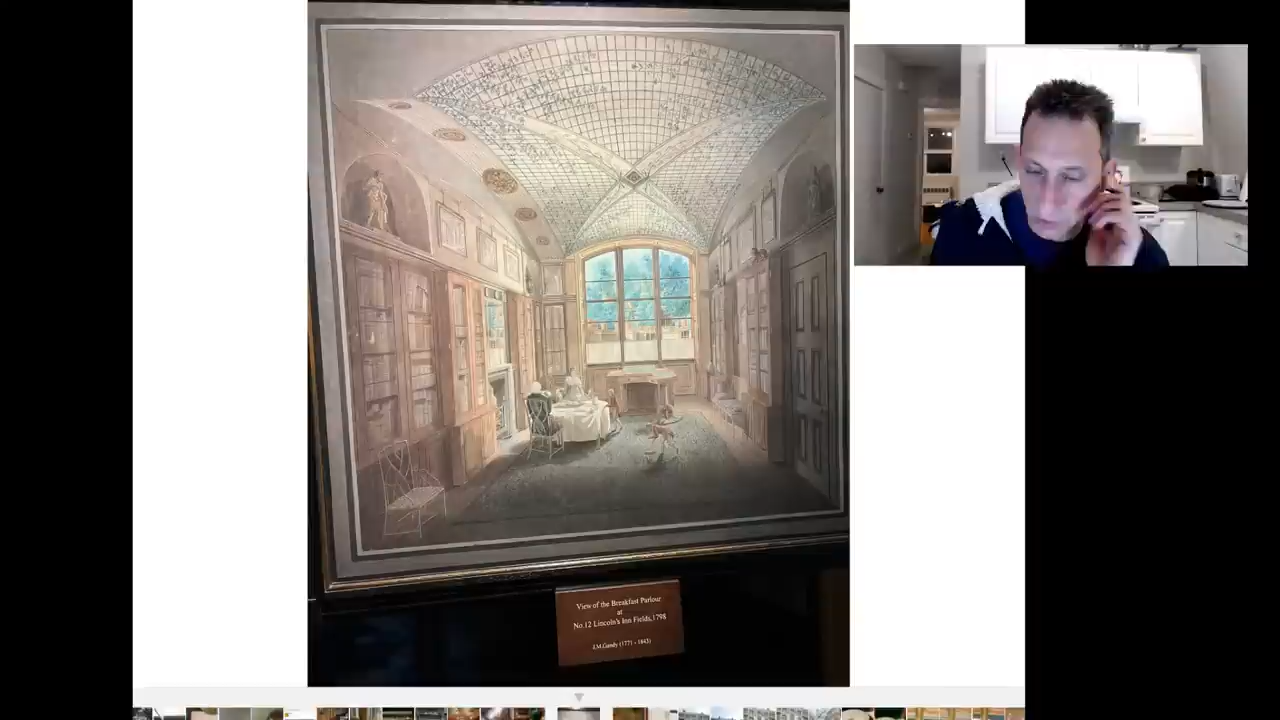 View of the Breakfast Parlour
at
No.12 Lincoln's Inn Fields,1798
J.M.Gandy (1771 - 1843)